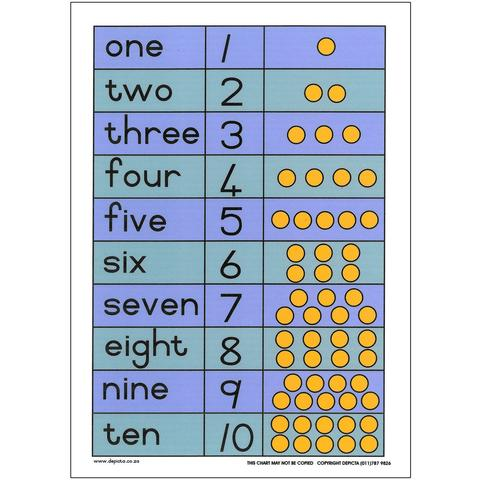 one 1
two 2
three 3
four 4
five 5
six 6
seven 7
eight 8
nine 9
ten 10
www.depicta.co.za THIS CHART MAY NOT BE COPIED COPYRIGHT DEPICTA (011)787 9826